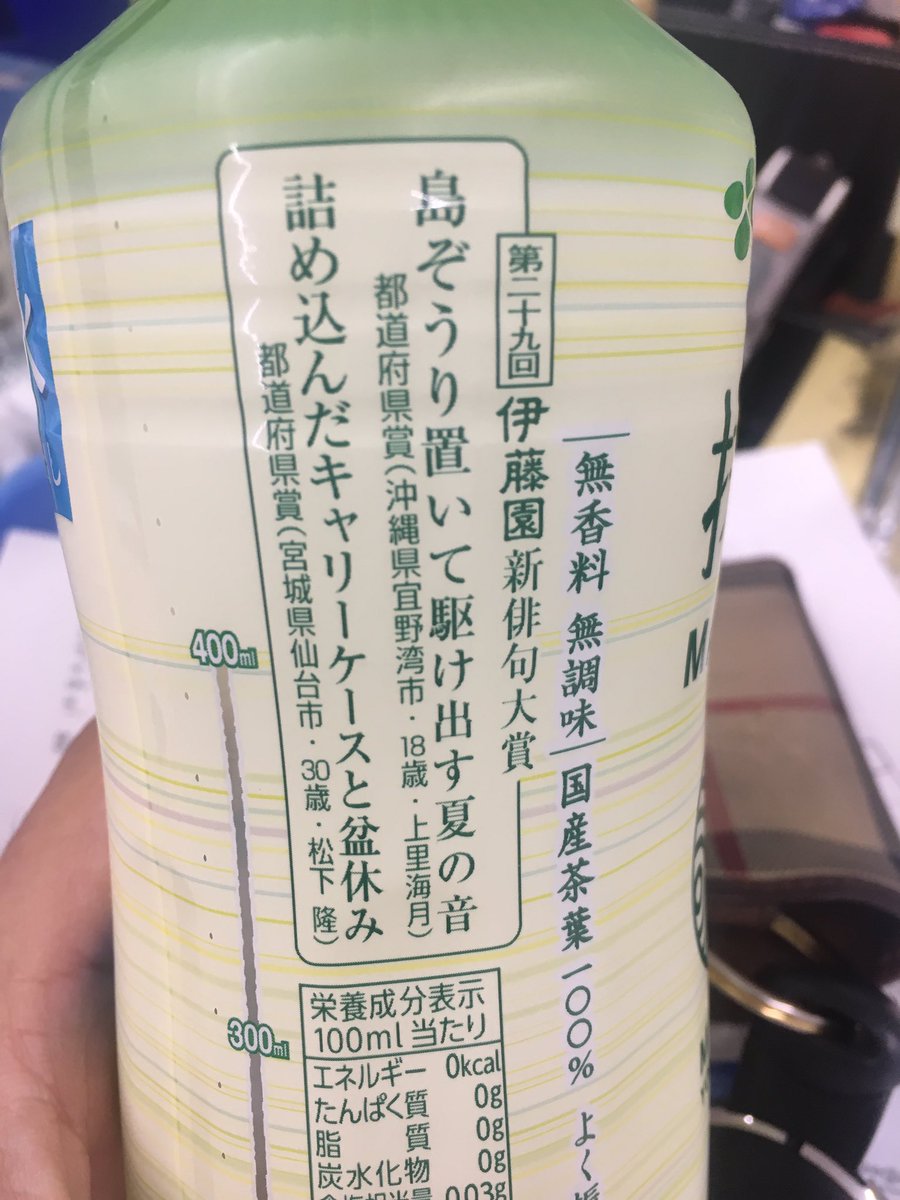 無香料 無調味
国産茶葉一〇〇% よく
第二十九回
伊藤園新俳句大賞
島ぞうり置いて駆け出す夏の音
都道府県賞(沖縄県宜野湾市・18歳・上里海月)
詰め込んだキャリーケースと盆休み
都道府県賞(宮城県仙台市・30歳・松下 隆)
400ml
300ml
栄養成分表示
100ml当たり
エネルギー 0kcal
たんぱく質 0g
脂質 0g
炭水化物 0g
0.03g